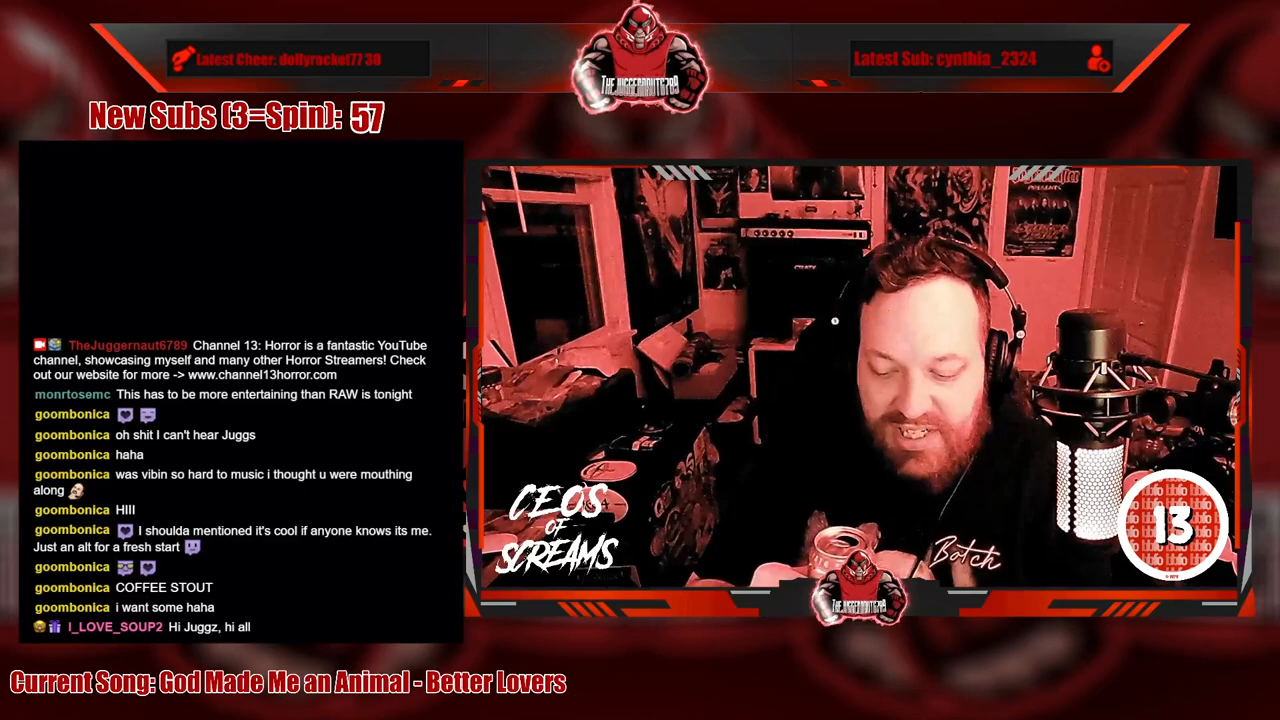 Latest Cheer: dollyrocket77 30
THEJUGGERNAUT6789
Latest Sub: cynthia_2324
New Subs (3=Spin): 57
TheJuggernaut6789 Channel 13: Horror is a fantastic YouTube
channel, showcasing myself and many other Horror Streamers! Check
out our website for more -> www.channel13horror.com
monrtosemc This has to be more entertaining than RAW is tonight
goombonica
goombonica oh shit I can't hear Juggs
goombonica haha
goombonica was vibin so hard to music i thought u were mouthing
along
goombonica HIII
goombonica I shoulda mentioned it's cool if anyone knows its me.
Just an alt for a fresh start
goombonica
goombonica COFFEE STOUT
goombonica i want some haha
I_LOVE_SOUP2 Hi Juggz, hi all
PRESENTS
CEOS
OF
SCREAMS
Botch
13
THEJUGGERNAUT6789
Current Song: God Made Me an Animal - Better Lovers